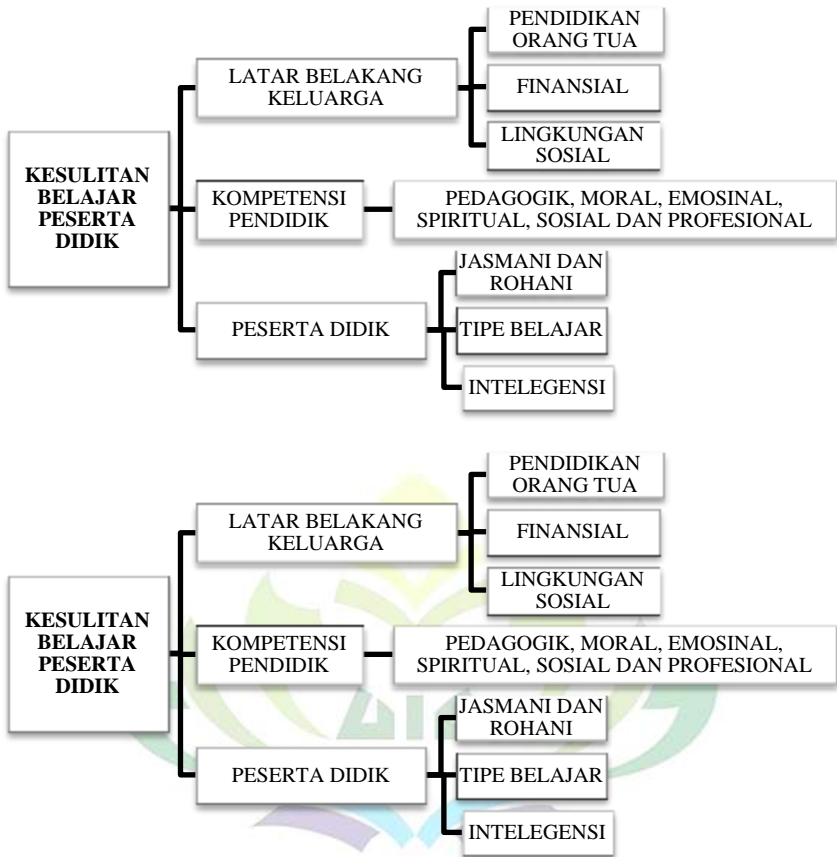 PENDIDIKAN
ORANG TUA
LATAR BELAKANG
KELUARGA
FINANSIAL
LINGKUNGAN
SOSIAL
KESULITAN
BELAJAR
PESERTA
DIDIK
KOMPETENSI
PENDIDIK
PEDAGOGIK, MORAL, EMOSINAL,
SPIRITUAL, SOSIAL DAN PROFESIONAL
JASMANI DAN
ROHANI
PESERTA DIDIK
TIPE BELAJAR
INTELEGENSI
PENDIDIKAN
ORANG TUA
LATAR BELAKANG
KELUARGA
FINANSIAL
LINGKUNGAN
SOSIAL
KESULITAN
BELAJAR
PESERTA
DIDIK
KOMPETENSI
PENDIDIK
PEDAGOGIK, MORAL, EMOSINAL,
SPIRITUAL, SOSIAL DAN PROFESIONAL
JASMANI DAN
ROHANI
PESERTA DIDIK
TIPE BELAJAR
INTELEGENSI